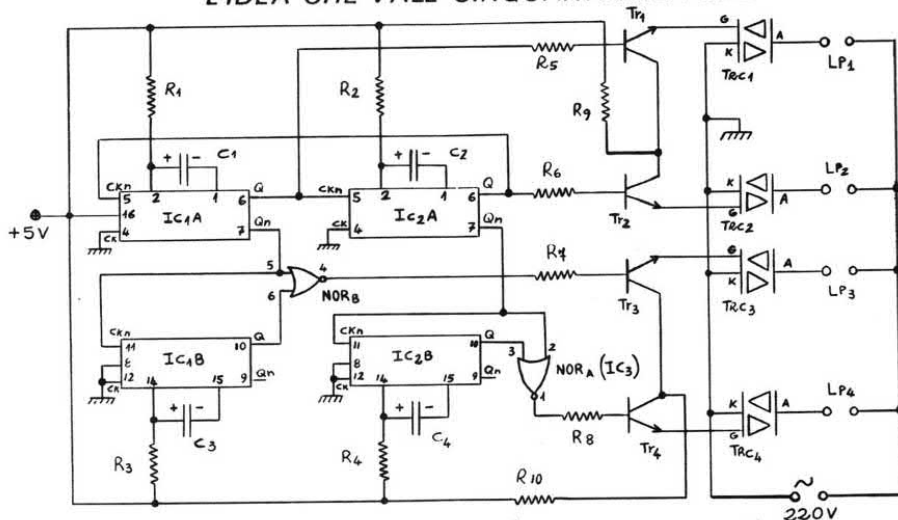 L'IDEA CHE VALE
Tr1
G
K
A
TRC1
LP1
R1
R2
R5
R9
+ C1 -
+ C2 -
CKn
5
2
1
Q
6
16
IC1A
4
CK
Qn
7
CKn
5
2
1
Q
6
IC2A
4
CK
Qn
7
R6
Tr2
K
A
G
TRC2
LP2
+5V
5
6
4
NORB
R7
Tr3
G
K
A
TRC3
LP3
CKn
11
IC1B
Q
10
8
12
CK
14
15
9
Qn
CKn
11
IC2B
Q
10
8
12
CK
14
15
9
Qn
3
2
1
NORA (IC3)
+ -
C3
+ -
C4
R3
R4
R8
Tr4
K
A
G
TRC4
LP4
R10
~
220V